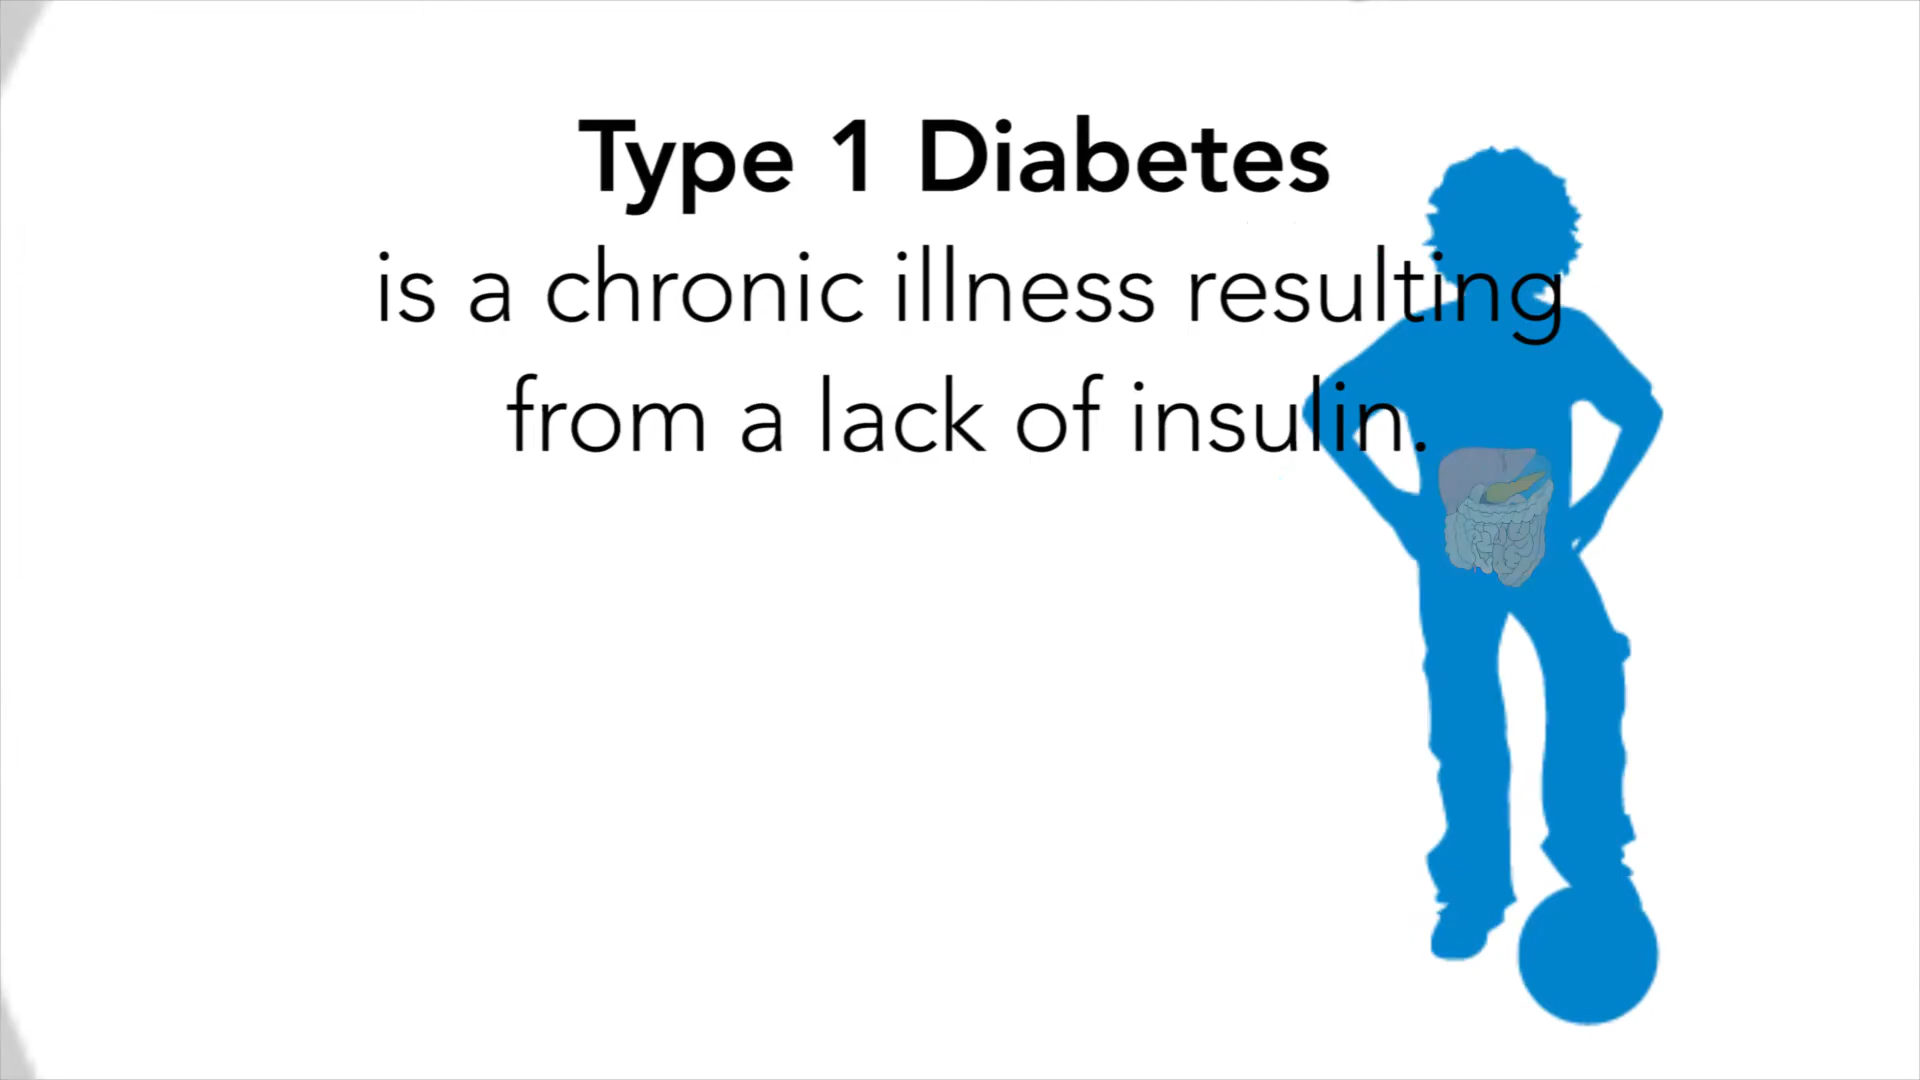 Type 1 Diabetes
is a chronic illness resulting
from a lack of insulin.